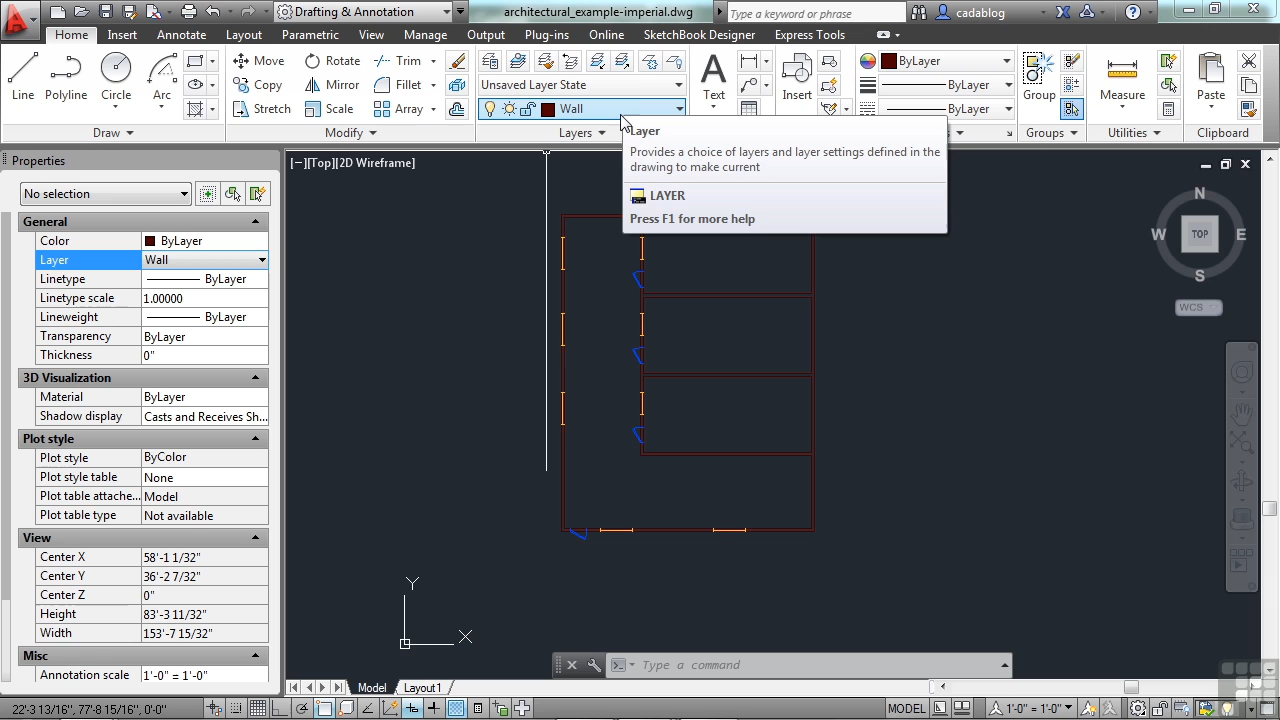 Drafting & Annotation
architectural_example-imperial.dwg
Type a keyword or phrase
cadablog
Home Insert Annotate Layout Parametric View Manage Output Plug-ins Online SketchBook Designer Express Tools
Line
Polyline
Circle
Arc
Draw
Move
Rotate
Trim
Copy
Mirror
Fillet
Stretch
Scale
Array
Modify
Unsaved Layer State
Wall
Layers
Text
Insert
ByLayer
ByLayer
ByLayer
Group
Groups
Measure
Utilities
Paste
Clipboard
Layer
Provides a choice of layers and layer settings defined in the
drawing to make current
LAYER
Press F1 for more help
Properties
No selection
General
Color ByLayer
Layer Wall
Linetype ByLayer
Linetype scale 1.00000
Lineweight ByLayer
Transparency ByLayer
Thickness 0"
3D Visualization
Material ByLayer
Shadow display Casts and Receives Sh...
Plot style
Plot style ByColor
Plot style table None
Plot table attache... Model
Plot table type Not available
View
Center X 58'-1 1/32"
Center Y 36'-2 7/32"
Center Z 0"
Height 83'-3 11/32"
Width 153'-7 15/32"
Misc
Annotation scale 1'-0" = 1'-0"
[−][Top][2D Wireframe]
N
W TOP E
S
WCS
Y
X
Type a command
Model Layout1
22'-3 13/16", 77'-8 15/16", 0'-0"
MODEL
1'-0" = 1'-0"